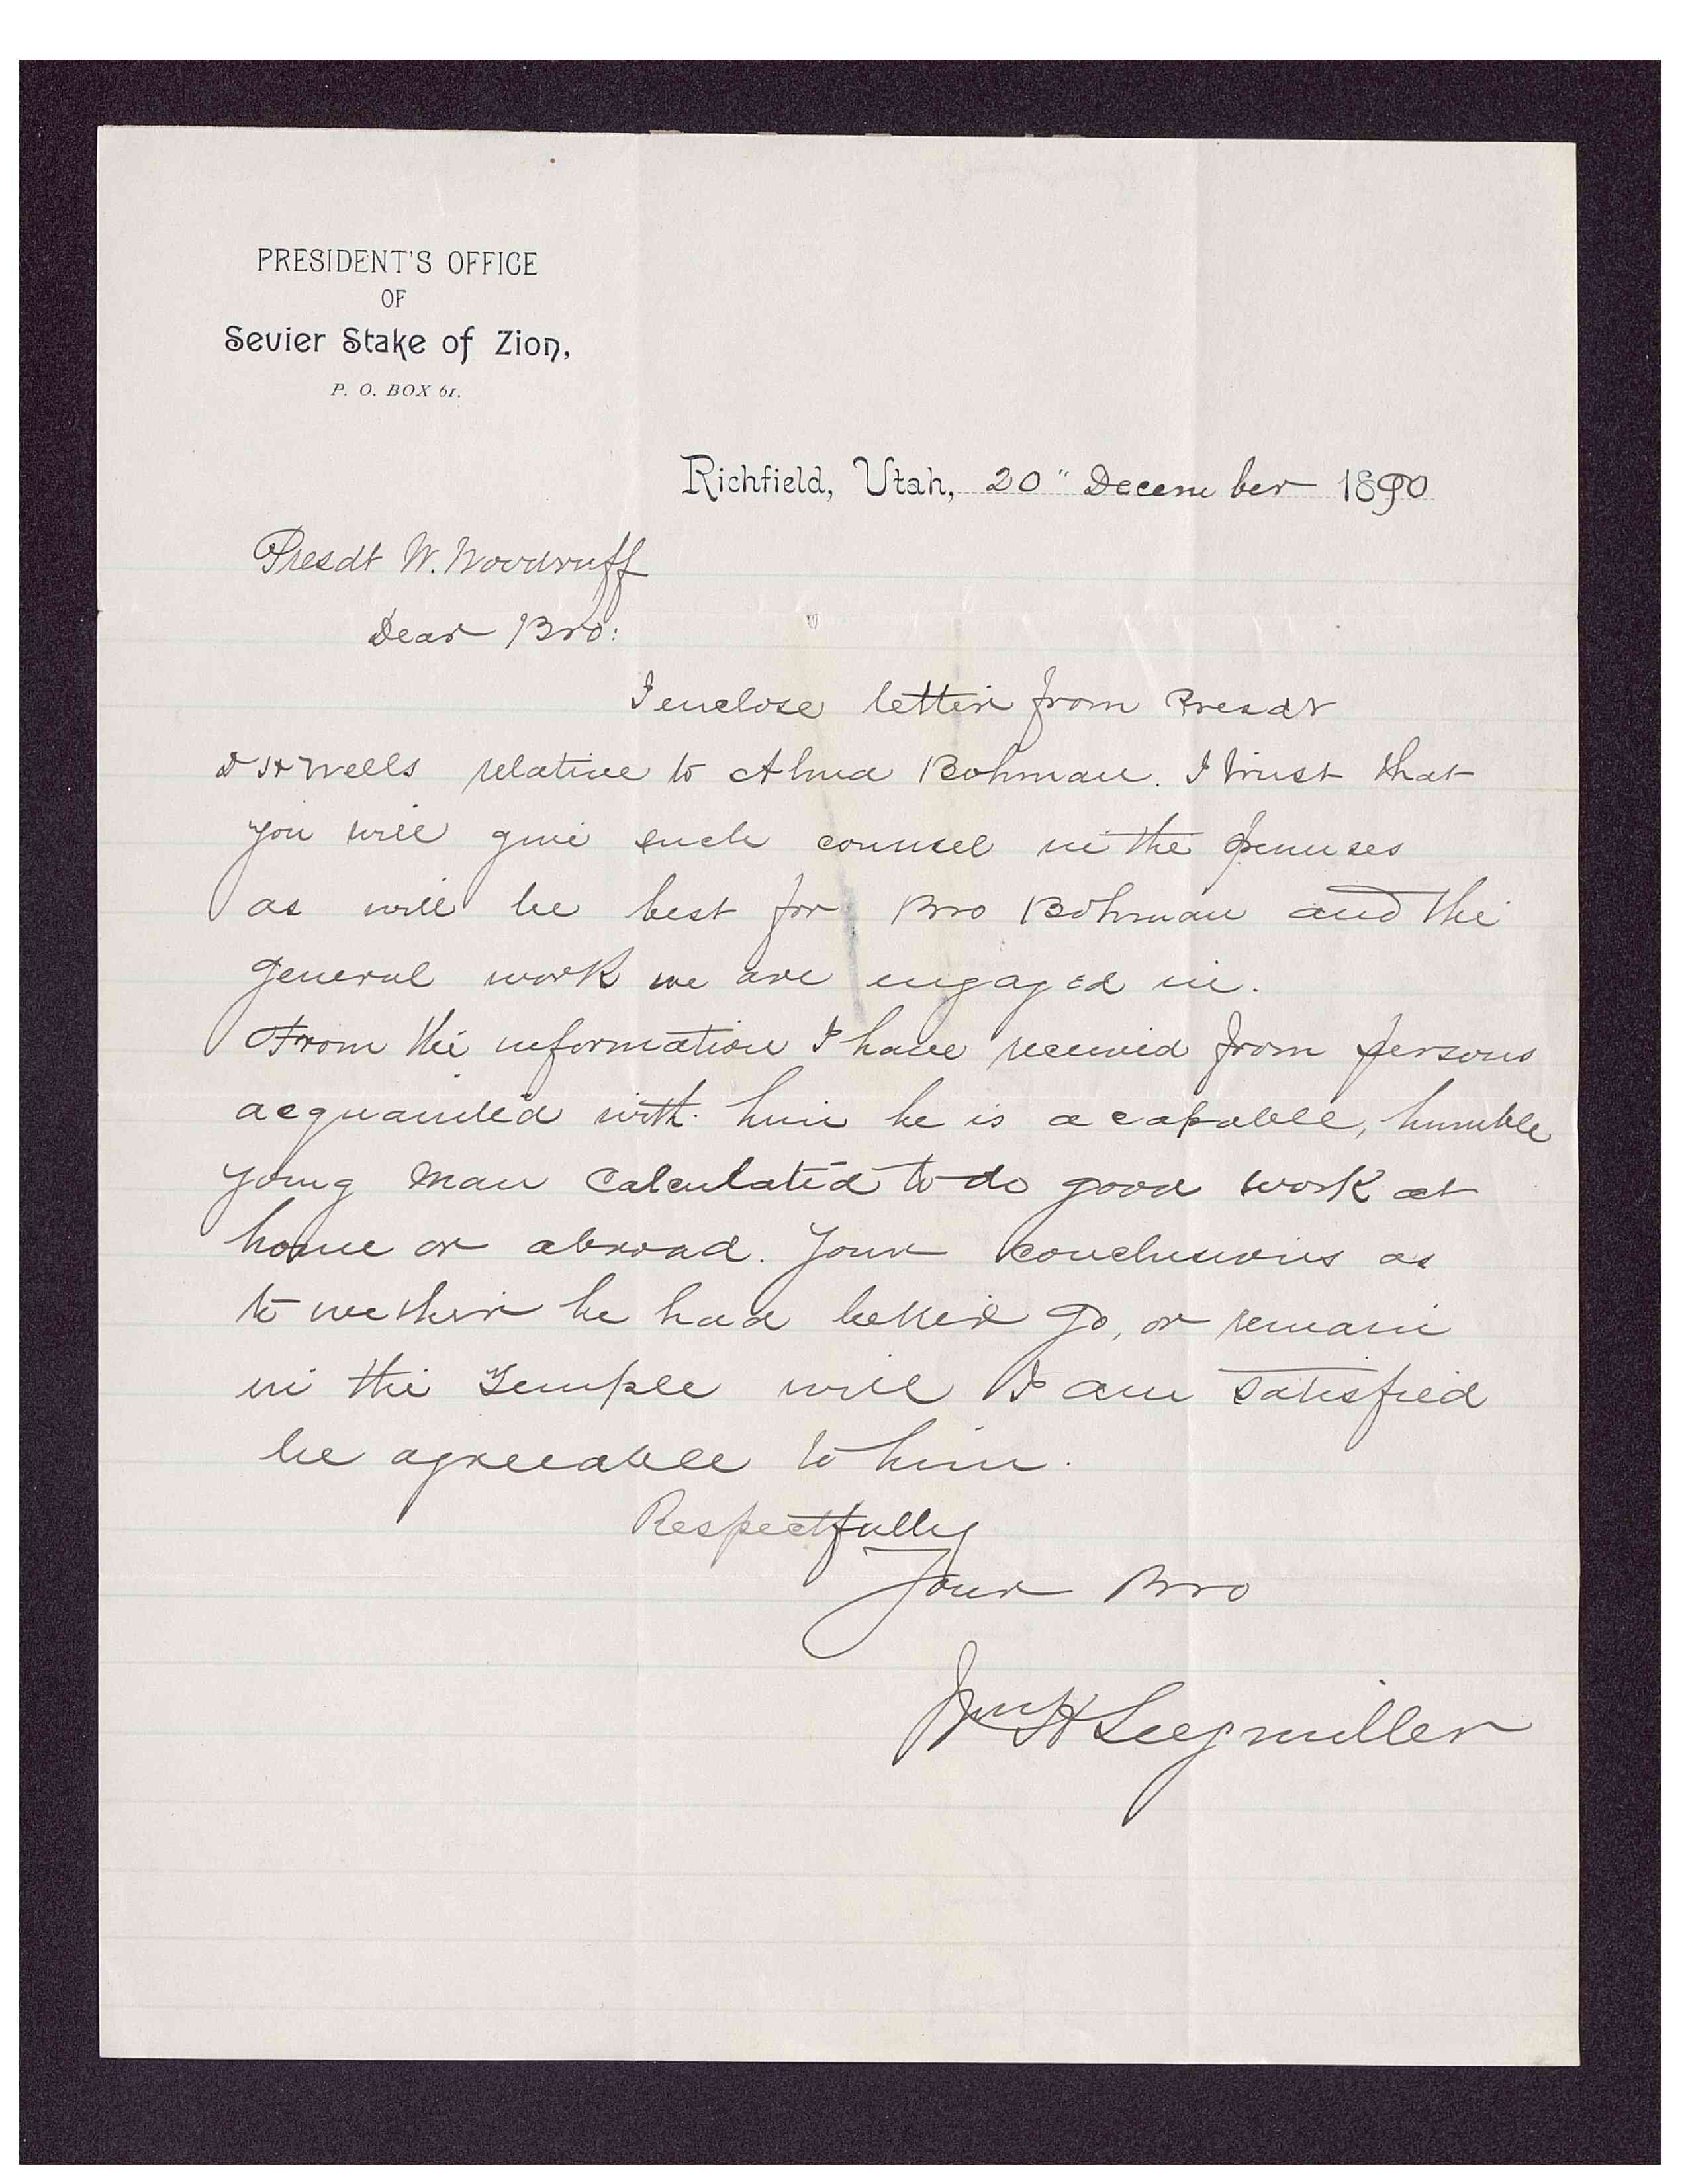 PRESIDENT'S OFFICE
OF
Sevier Stake of Zion,
P. O. BOX 61.
Richfield, Utah, 20" December 1890
Presdt W. Woodruff
Dear Bro:
I enclose letter from Presdt
D H Wells relative to Alma Bohman. I trust that
you will give such counsel in the premises
as will be best for Bro Bohman and the
general work we are engaged in.
From the information I have received from persons
acquainted with him he is a capable, humble
young man calculated to do good work at
home or abroad. Your conclusions as
to wether he had better go, or remain
in the Temple will I am satisfied
be agreeable to him.
Respectfully
Your Bro
Wm H Seegmiller